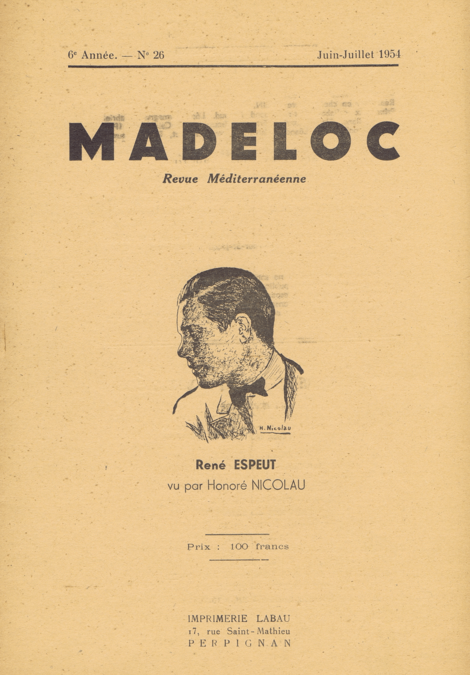 6e Année. — No 26
Juin-Juillet 1954
MADELOC
Revue Méditerranéenne
H. Nicolau
René ESPEUT
vu par Honoré NICOLAU
Prix : 100 francs
IMPRIMERIE LABAU
17, rue Saint-Mathieu
PERPIGNAN